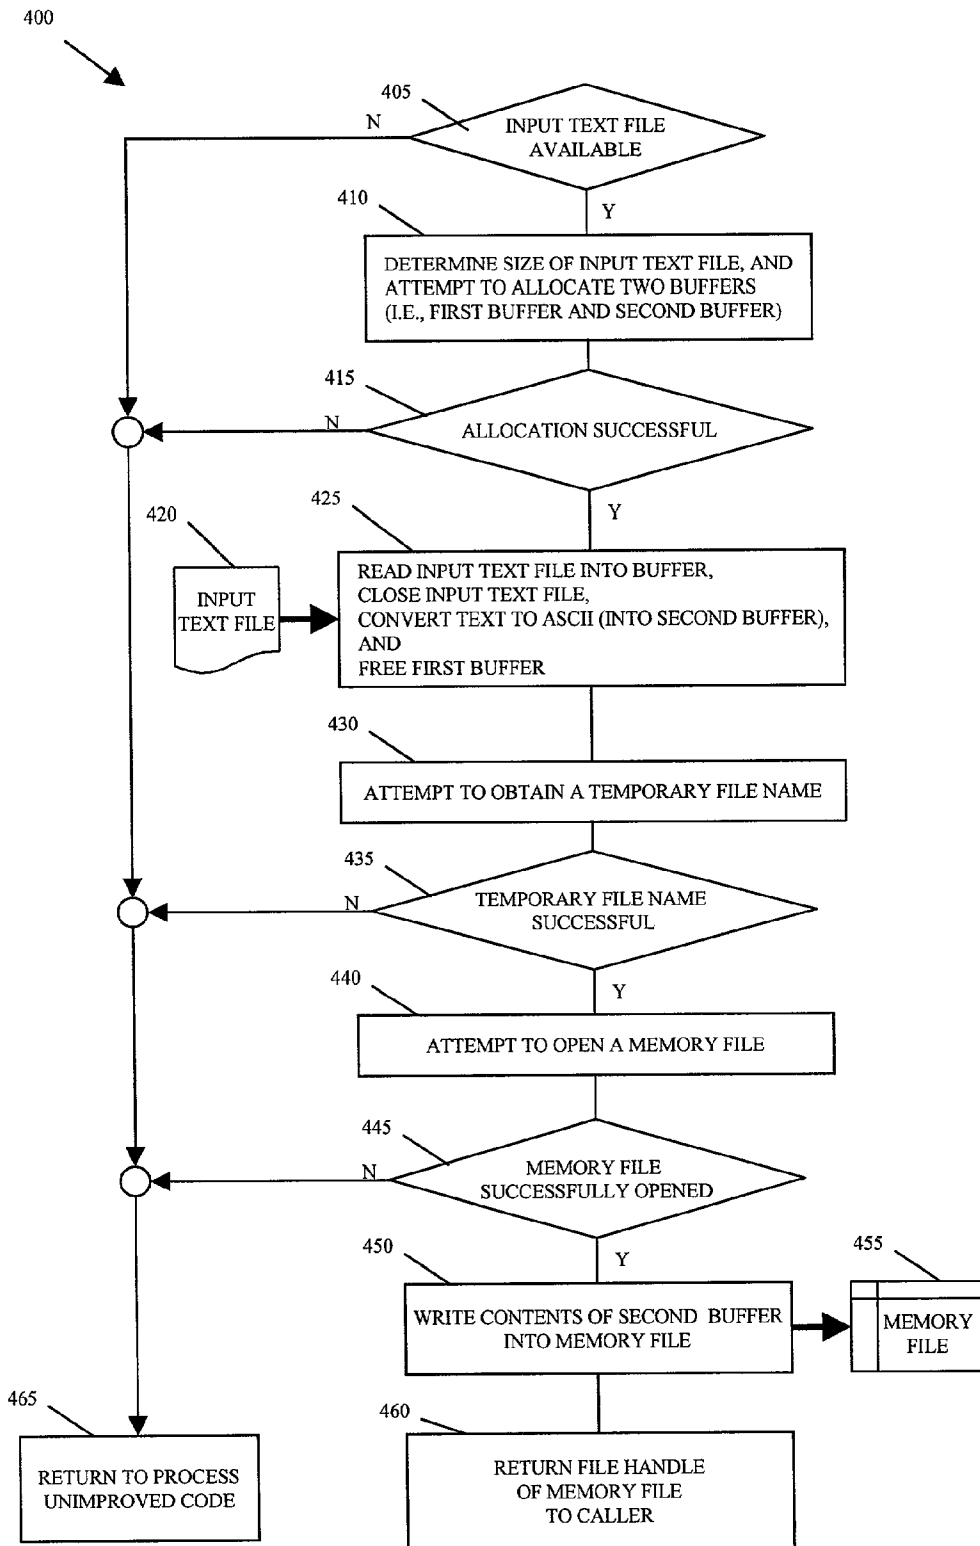 400
405
N
INPUT TEXT FILE
AVAILABLE
Y
410
DETERMINE SIZE OF INPUT TEXT FILE, AND
ATTEMPT TO ALLOCATE TWO BUFFERS
(I.E., FIRST BUFFER AND SECOND BUFFER)
415
N
ALLOCATION SUCCESSFUL
Y
420
425
INPUT
TEXT FILE
READ INPUT TEXT FILE INTO BUFFER,
CLOSE INPUT TEXT FILE,
CONVERT TEXT TO ASCII (INTO SECOND BUFFER),
AND
FREE FIRST BUFFER
430
ATTEMPT TO OBTAIN A TEMPORARY FILE NAME
435
N
TEMPORARY FILE NAME
SUCCESSFUL
Y
440
ATTEMPT TO OPEN A MEMORY FILE
445
N
MEMORY FILE
SUCCESSFULLY OPENED
Y
450
455
WRITE CONTENTS OF SECOND BUFFER
INTO MEMORY FILE
MEMORY
FILE
465
460
RETURN TO PROCESS
UNIMPROVED CODE
RETURN FILE HANDLE
OF MEMORY FILE
TO CALLER